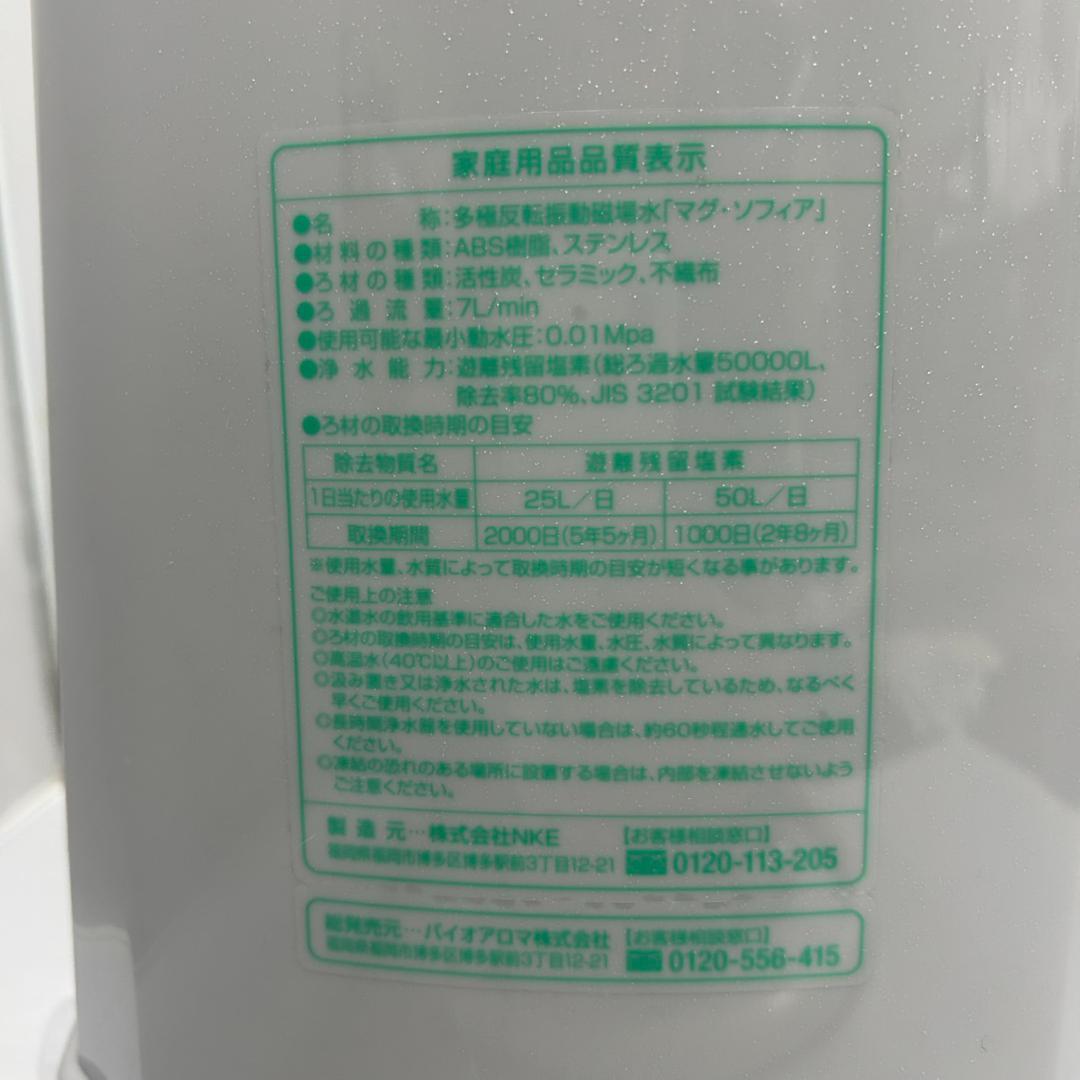 家庭用品品質表示
●名称:多極反転振動磁場水「マグ・ソフィア」
●材料の種類:ABS樹脂、ステンレス
●ろ材の種類:活性炭、セラミック、不織布
●ろ過流量:7L/min
●使用可能な最小動水圧:0.01Mpa
●浄水能力:遊離残留塩素(総ろ過水量50000L、
除去率80%、JIS 3201 試験結果)
●ろ材の取換時期の目安
除去物質名 遊離残留塩素
1日当たりの使用水量 25L/日 50L/日
取換期間 2000日(5年5ヶ月) 1000日(2年8ヶ月)
※使用水量、水質によって取換時期の目安が短くなる事があります。
ご使用上の注意
◎水道水の飲用基準に適合した水をご使用ください。
◎ろ材の取換時期の目安は、使用水量、水圧、水質によって異なります。
◎高温水(40℃以上)のご使用はご遠慮ください。
◎汲み置き又は浄水された水は、塩素を除去しているため、なるべく
早くご使用ください。
◎長時間浄水器を使用していない場合は、約60秒程通水してご使用
ください。
◎凍結の恐れのある場所に設置する場合は、内部を凍結させないよう
ご注意ください。
製造元…株式会社NKE 【お客様相談窓口】
福岡県福岡市博多区博多駅前3丁目12-21 0120-113-205
総発売元…バイオアロマ株式会社 【お客様相談窓口】
福岡県福岡市博多区博多駅前3丁目12-21 0120-556-415